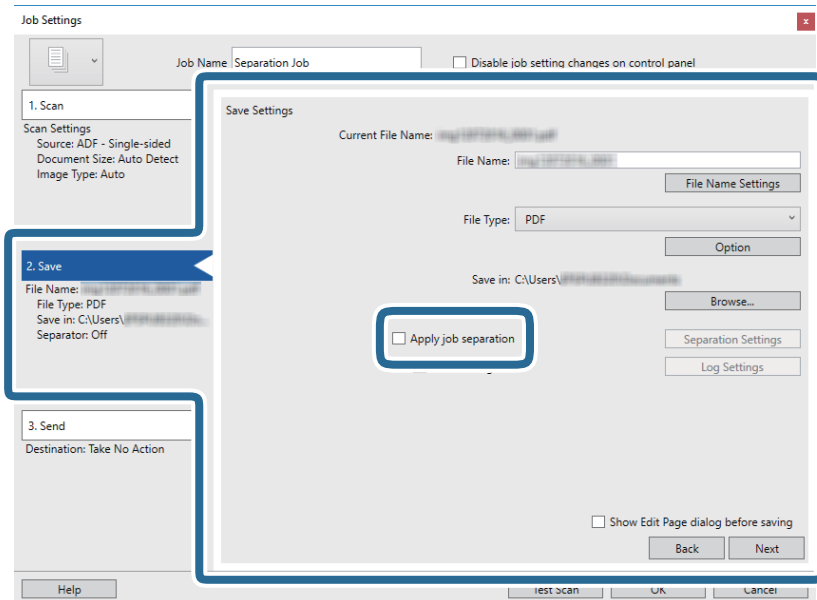 Job Settings
x
Job Name Separation Job
Disable job setting changes on control panel
1. Scan
Scan Settings
Source: ADF - Single-sided
Document Size: Auto Detect
Image Type: Auto
2. Save
File Name:
File Type: PDF
Save in: C:\Users\
Separator: Off
3. Send
Destination: Take No Action
Save Settings
Current File Name:
File Name:
File Name Settings
File Type: PDF
Option
Save in: C:\Users\
Browse...
Apply job separation
Separation Settings
Log Settings
Show Edit Page dialog before saving
Back Next
Help Test Scan OK Cancel